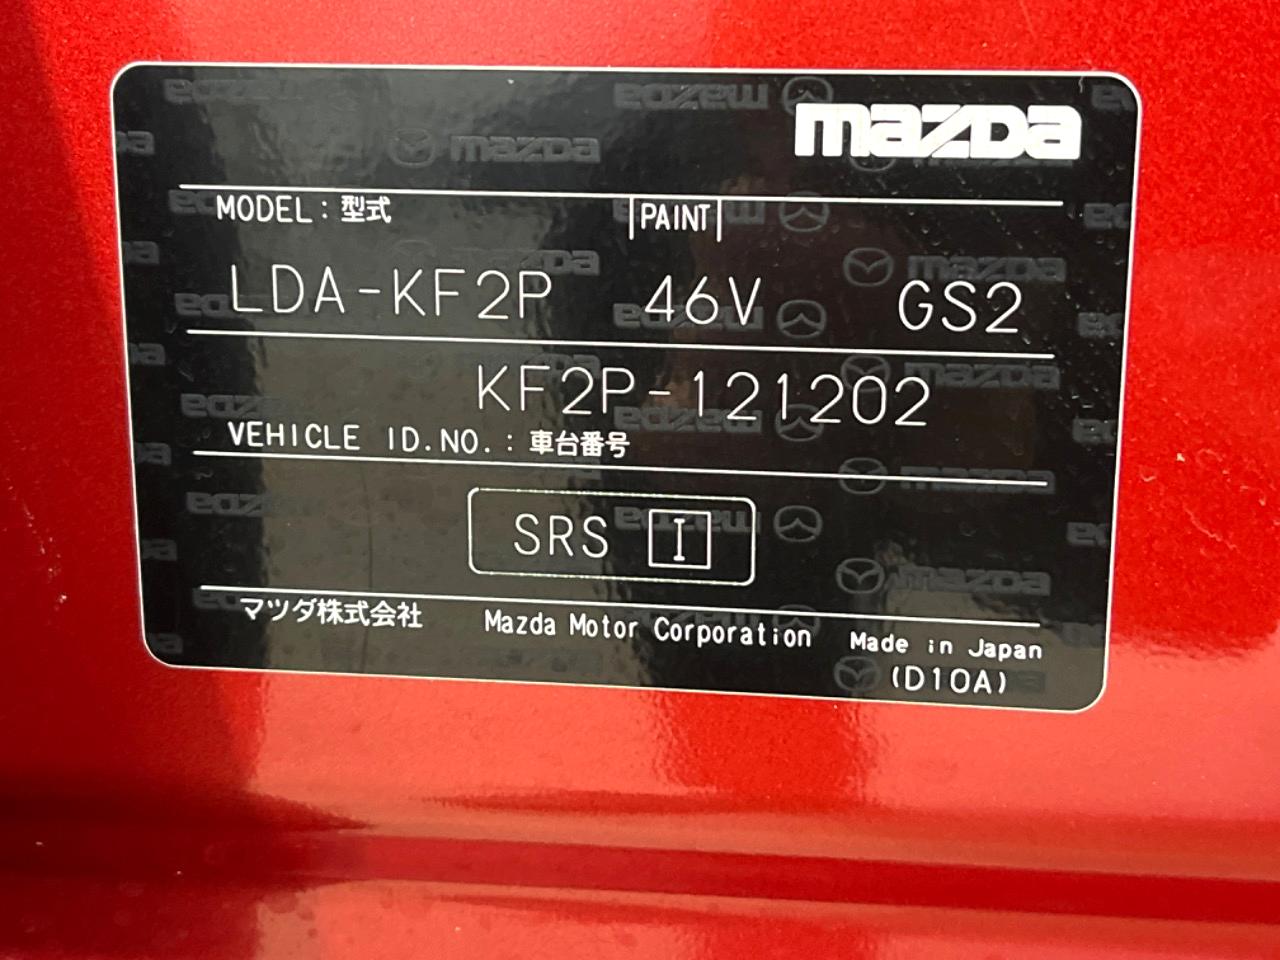 mazda
MODEL：型式 PAINT
LDA-KF2P 46V GS2
KF2P-121202
VEHICLE ID.NO.：車台番号
SRS I
マツダ株式会社 Mazda Motor Corporation Made in Japan
(D10A)